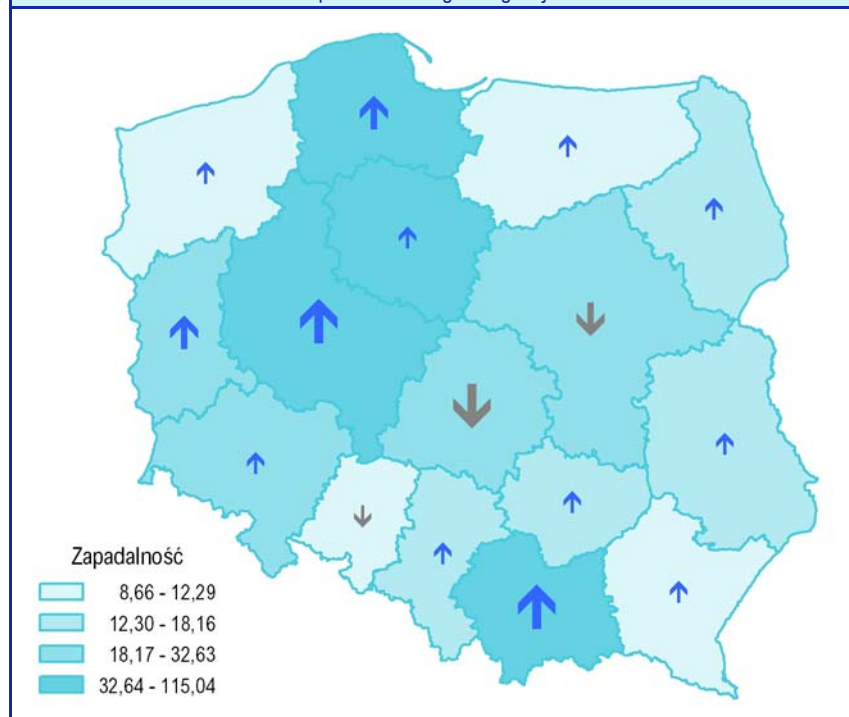 Zapadalność
8,66 - 12,29
12,30 - 18,16
18,17 - 32,63
32,64 - 115,04